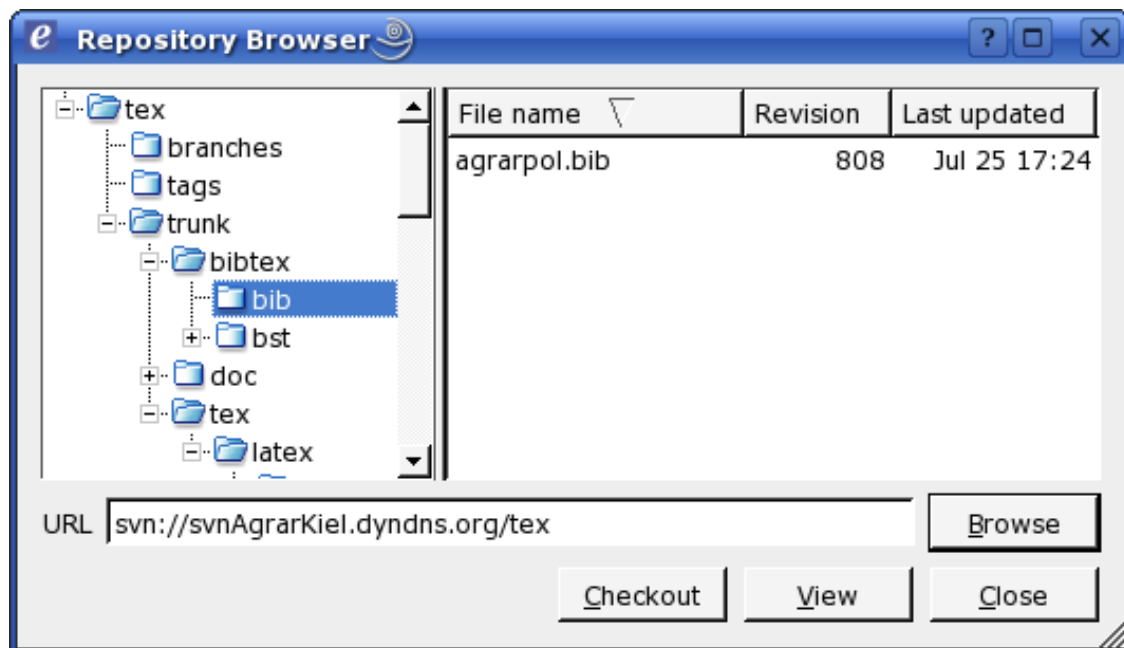 e Repository Browser ?
tex
branches
tags
trunk
bibtex
bib
bst
doc
tex
latex
File name Revision Last updated
agrarpol.bib 808 Jul 25 17:24
URL svn://svnAgrarKiel.dyndns.org/tex Browse
Checkout View Close